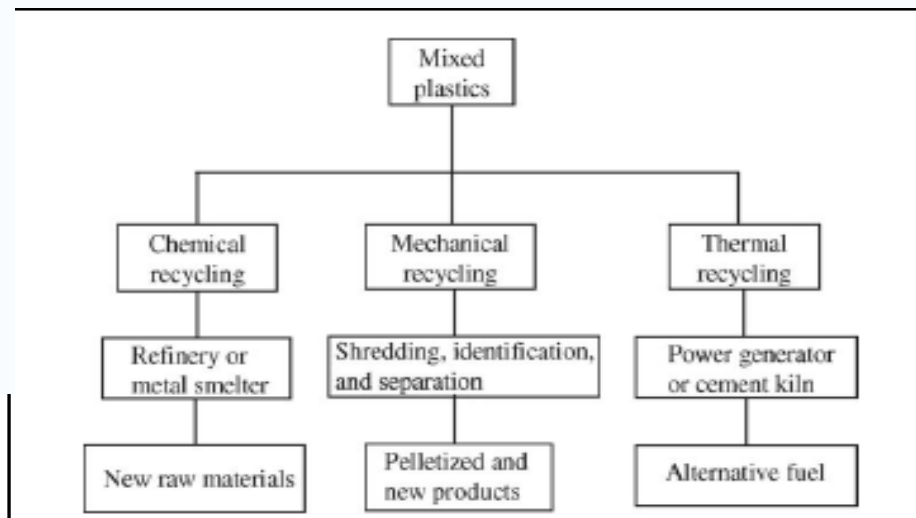 Mixed
plastics
Chemical
recycling
Mechanical
recycling
Thermal
recycling
Refinery or
metal smelter
Shredding, identification,
and separation
Power generator
or cement kiln
New raw materials
Pelletized and
new products
Alternative fuel